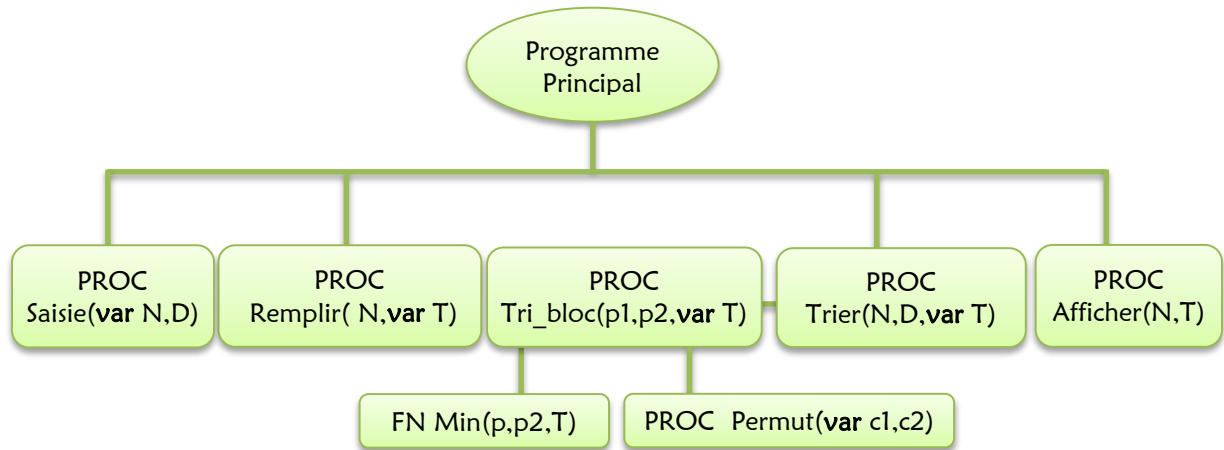 Programme
Principal
PROC
Saisie(var N,D)
PROC
Remplir( N,var T)
PROC
Tri_bloc(p1,p2,var T)
PROC
Trier(N,D,var T)
PROC
Afficher(N,T)
FN Min(p,p2,T)
PROC Permut(var c1,c2)